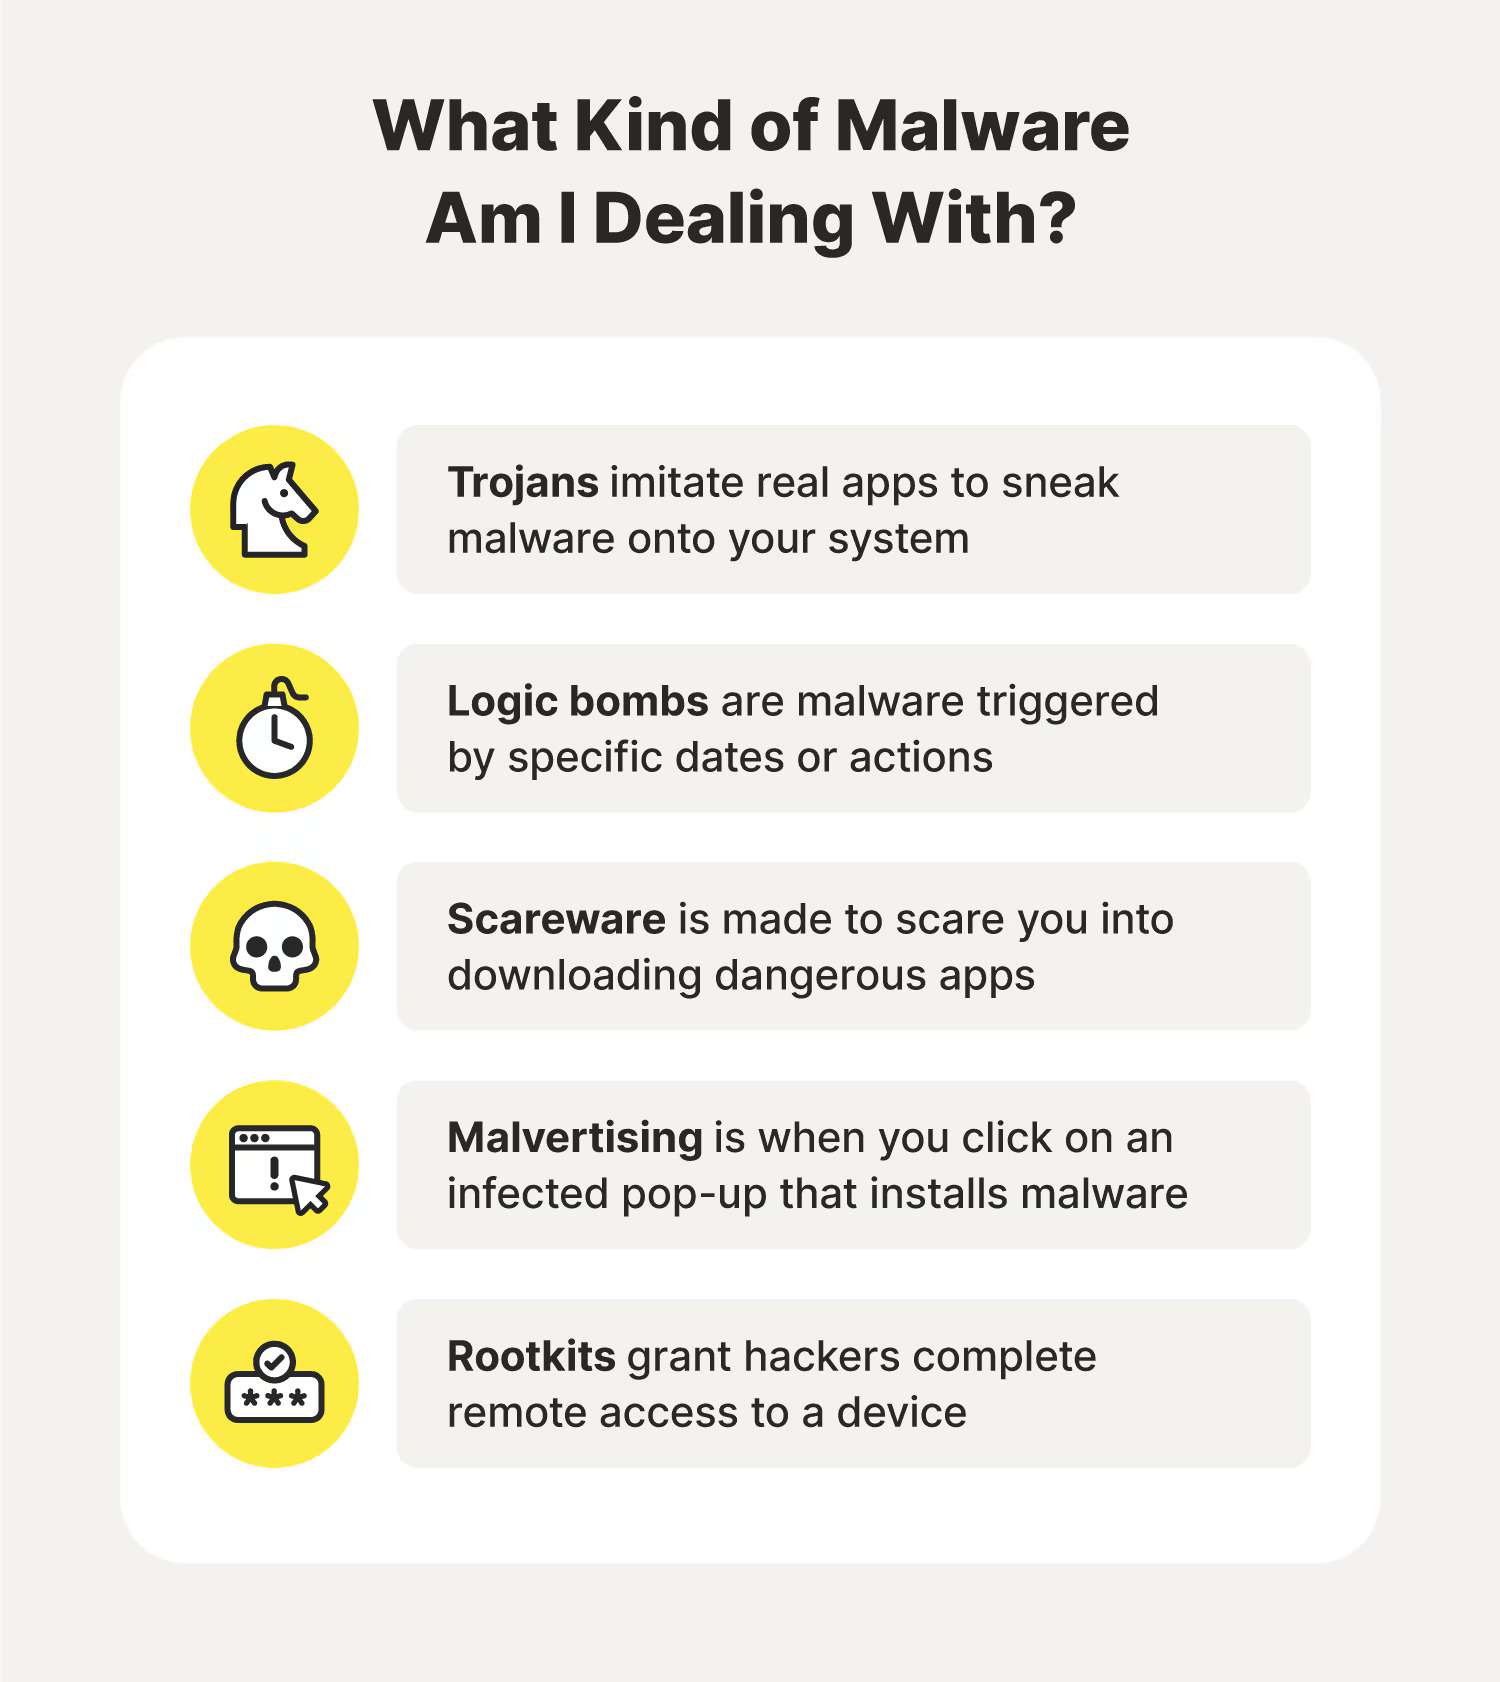 What Kind of Malware
Am I Dealing With?
Trojans imitate real apps to sneak
malware onto your system
Logic bombs are malware triggered
by specific dates or actions
Scareware is made to scare you into
downloading dangerous apps
Malvertising is when you click on an
infected pop-up that installs malware
Rootkits grant hackers complete
remote access to a device